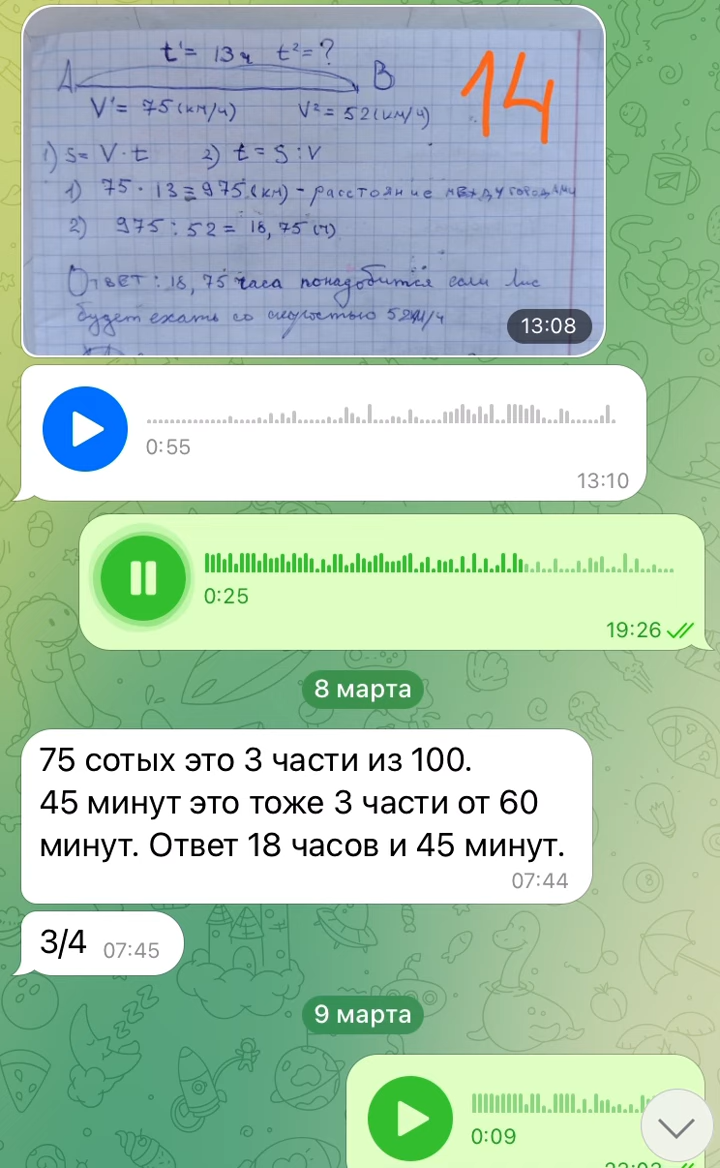 t¹= 13ч t²=?
A B
14
V¹= 75(км/ч) V²=52(км/ч)
1) S= V·t 2) t=S:V
1) 75·13=975(км)-расстояние между городами
2) 975:52= 18,75(ч)
Ответ: 18,75 часа понадобится если Лис
будет ехать со скоростью 52км/ч
13:08
0:55
13:10
0:25
19:26
8 марта
75 сотых это 3 части из 100.
45 минут это тоже 3 части от 60
минут. Ответ 18 часов и 45 минут.
07:44
3/4 07:45
9 марта
0:09